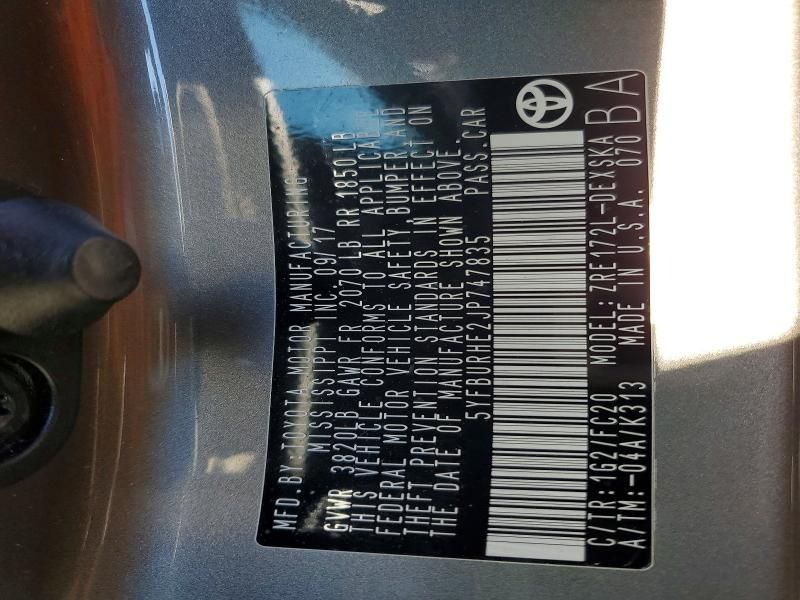 MFD.BY:TOYOTA MOTOR MANUFACTURING
MISSISSIPPI INC. 09/17
GVWR 3820LB GAWR FR 2070 LB RR 1850 LB
THIS VEHICLE CONFORMS TO ALL APPLICABLE
FEDERAL MOTOR VEHICLE SAFETY, BUMPER, AND
THEFT PREVENTION STANDARDS IN EFFECT ON
THE DATE OF MANUFACTURE SHOWN ABOVE.
5YFBURHE2JP747835 PASS.CAR
C/TR: 1G2/FC20 MODEL: ZRE172L-DEXSKA
A/TM:-04A/K313 MADE IN U.S.A. 070 BA